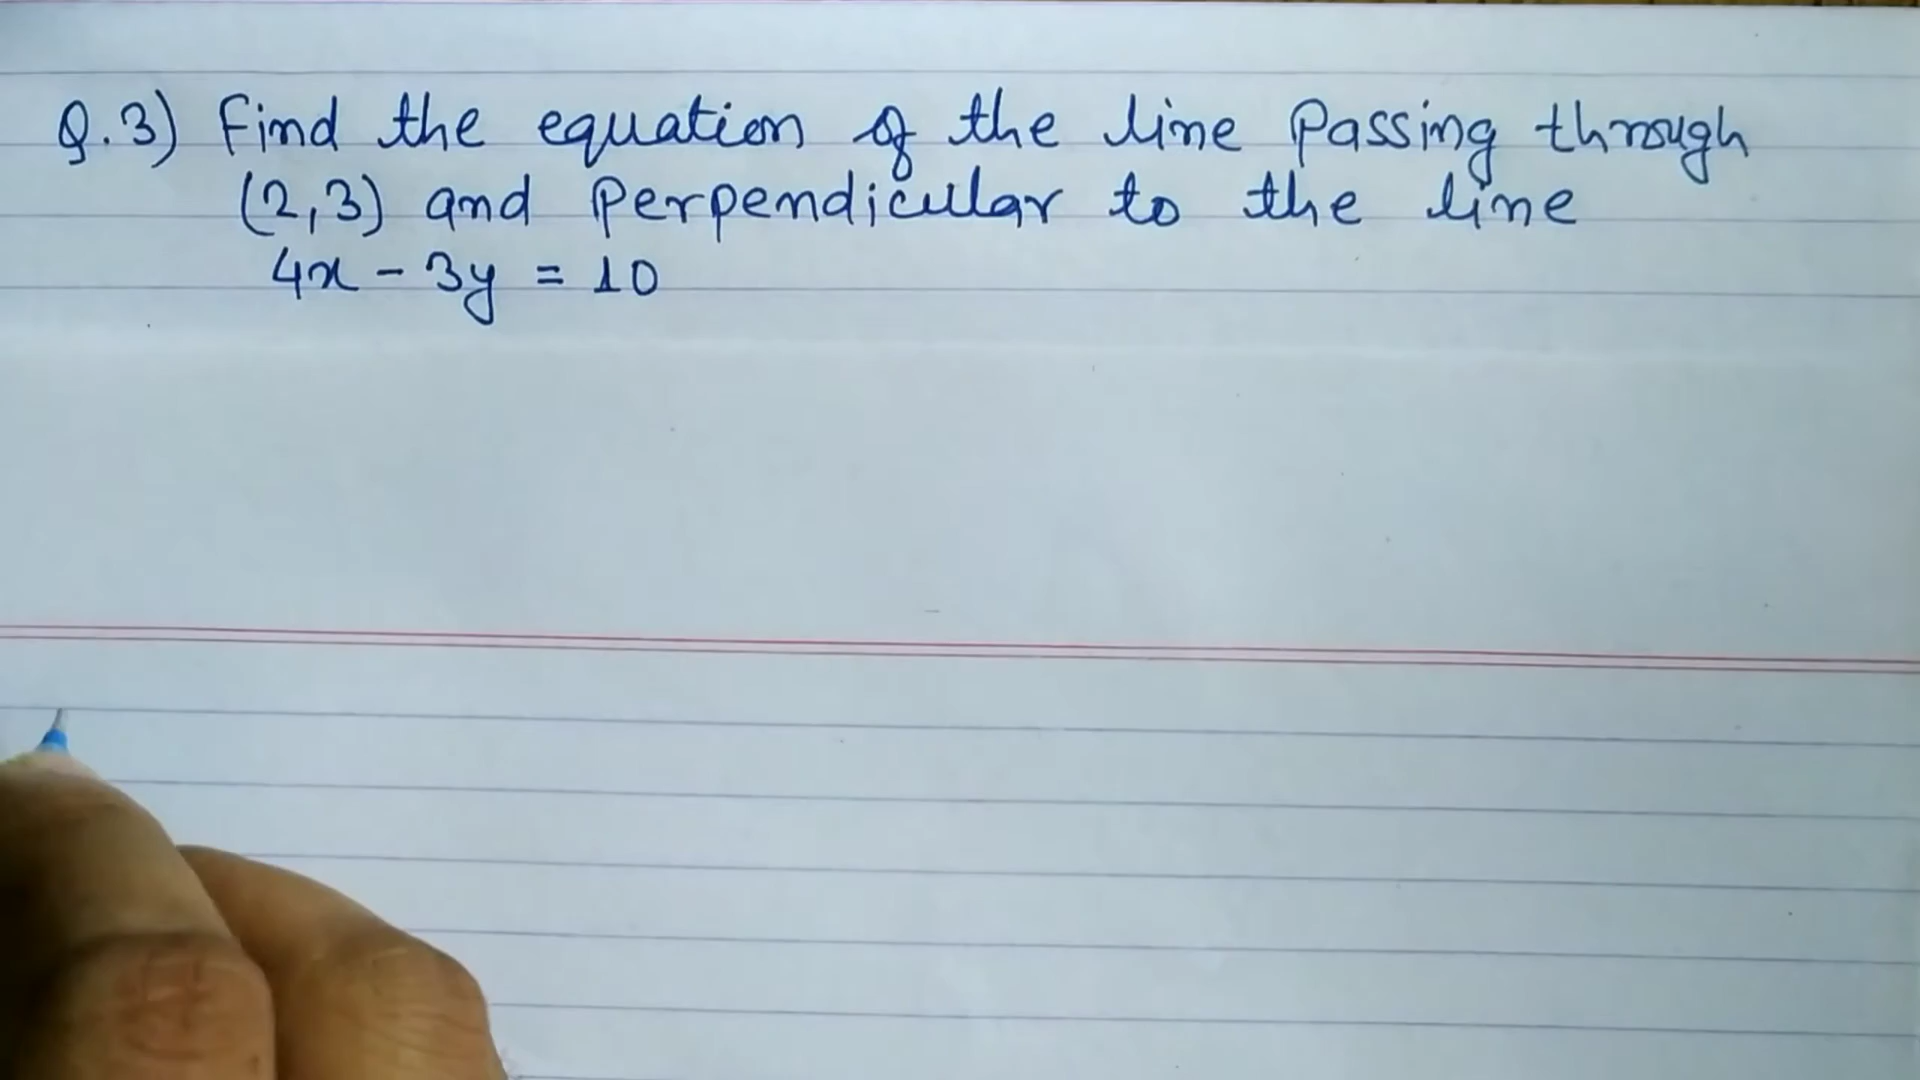 Q.3) Find the equation of the line Passing through
(2,3) and Perpendicular to the line
4x - 3y = 10